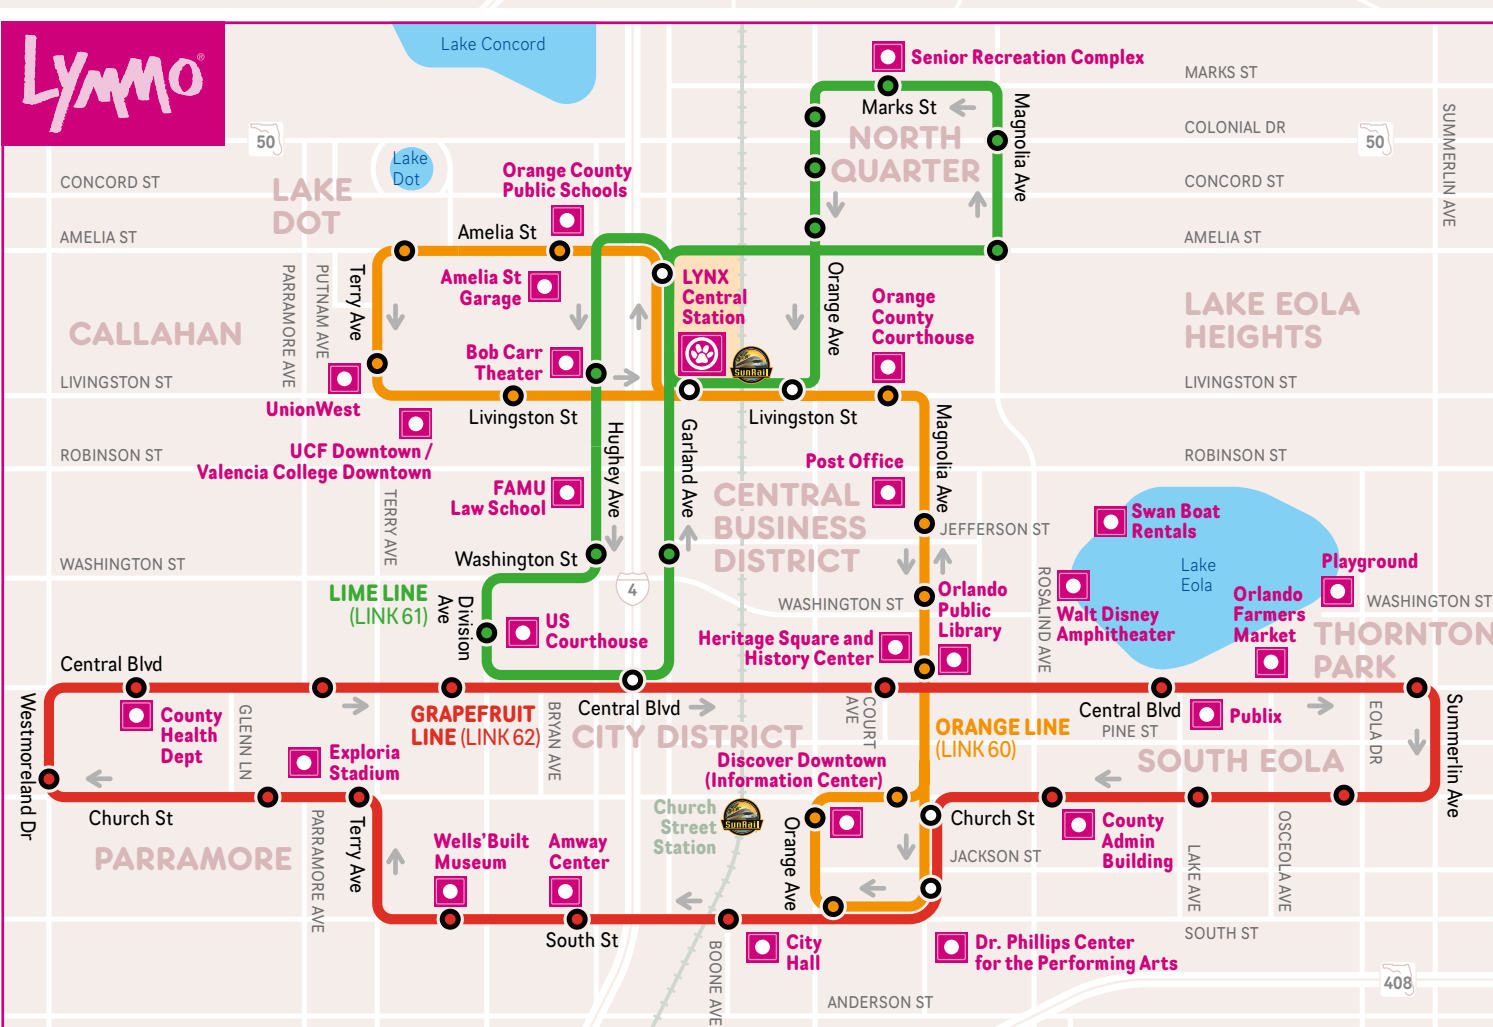 LYMMO®
Lake Concord
Senior Recreation Complex
MARKS ST
Marks St
Magnolia Ave
SUMMERLIN AVE
50
COLONIAL DR
50
NORTH
QUARTER
Lake
Dot
Orange County
Public Schools
CONCORD ST
LAKE
DOT
CONCORD ST
AMELIA ST
Amelia St
AMELIA ST
PARRAMORE AVE
PUTNAM AVE
Terry Ave
Amelia St
Garage
LYNX
Central
Station
Orange Ave
Orange
County
Courthouse
LAKE EOLA
HEIGHTS
CALLAHAN
Bob Carr
Theater
SunRail
LIVINGSTON ST
LIVINGSTON ST
UnionWest
Livingston St
Livingston St
Hughey Ave
Garland Ave
Magnolia Ave
UCF Downtown /
Valencia College Downtown
ROBINSON ST
Post Office
ROBINSON ST
FAMU
Law School
TERRY AVE
CENTRAL
BUSINESS
DISTRICT
JEFFERSON ST
Swan Boat
Rentals
Lake
Eola
Playground
WASHINGTON ST
Washington St
4
LIME LINE
(LINK 61)
Division
Ave
US
Courthouse
WASHINGTON ST
Orlando
Public
Library
ROSALIND AVE
Walt Disney
Amphitheater
Orlando
Farmers
Market
WASHINGTON ST
THORNTON
PARK
Heritage Square and
History Center
Central Blvd
Westmoreland Dr
County
Health
Dept
GLENN LN
GRAPEFRUIT
LINE (LINK 62)
BRYAN AVE
Central Blvd
CITY DISTRICT
COURT
AVE
ORANGE LINE
(LINK 60)
Central Blvd
PINE ST
Publix
EOLA DR
Summerlin Ave
SOUTH EOLA
Exploria
Stadium
Discover Downtown
(Information Center)
Church St
PARRAMORE AVE
Terry Ave
Church
Street
Station
SunRail
Orange Ave
Church St
County
Admin
Building
OSCEOLA AVE
LAKE AVE
JACKSON ST
PARRAMORE
Wells'Built
Museum
Amway
Center
South St
BOONE AVE
City
Hall
Dr. Phillips Center
for the Performing Arts
SOUTH ST
408
ANDERSON ST